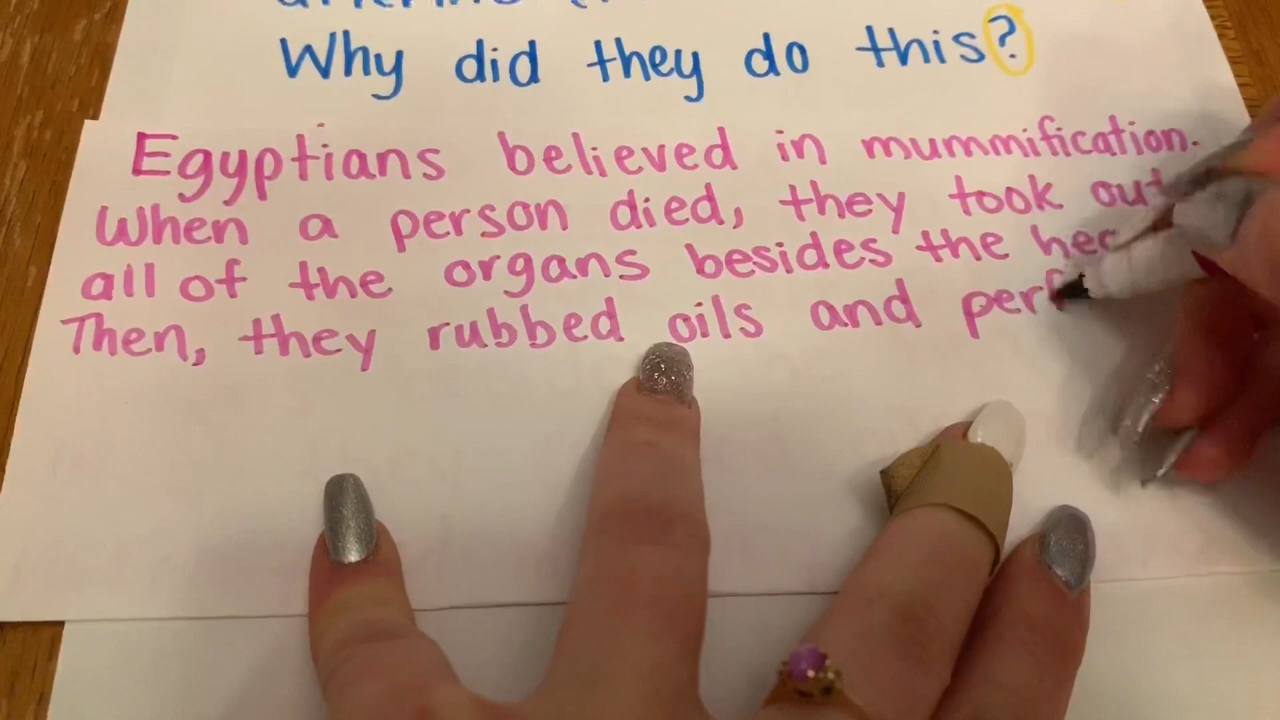 Why did they do this?
Egyptians believed in mummification.
When a person died, they took out
all of the organs besides the
Then, they rubbed oils and